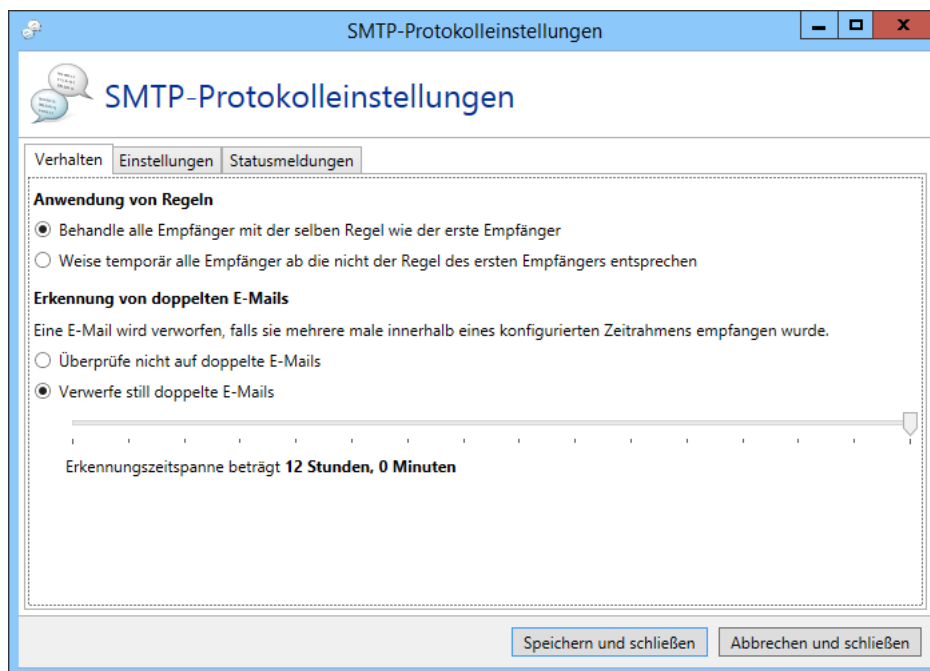 SMTP-Protokolleinstellungen
SMTP-Protokolleinstellungen
Verhalten Einstellungen Statusmeldungen
Anwendung von Regeln
Behandle alle Empfänger mit der selben Regel wie der erste Empfänger
Weise temporär alle Empfänger ab die nicht der Regel des ersten Empfängers entsprechen
Erkennung von doppelten E-Mails
Eine E-Mail wird verworfen, falls sie mehrere male innerhalb eines konfigurierten Zeitrahmens empfangen wurde.
Überprüfe nicht auf doppelte E-Mails
Verwerfe still doppelte E-Mails
Erkennungszeitspanne beträgt 12 Stunden, 0 Minuten
Speichern und schließen Abbrechen und schließen